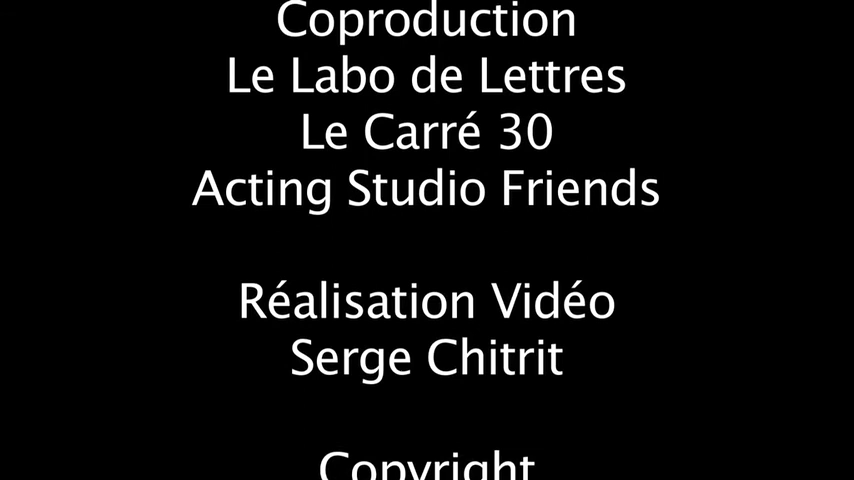 Coproduction
Le Labo de Lettres
Le Carré 30
Acting Studio Friends
Réalisation Vidéo
Serge Chitrit
Copyright